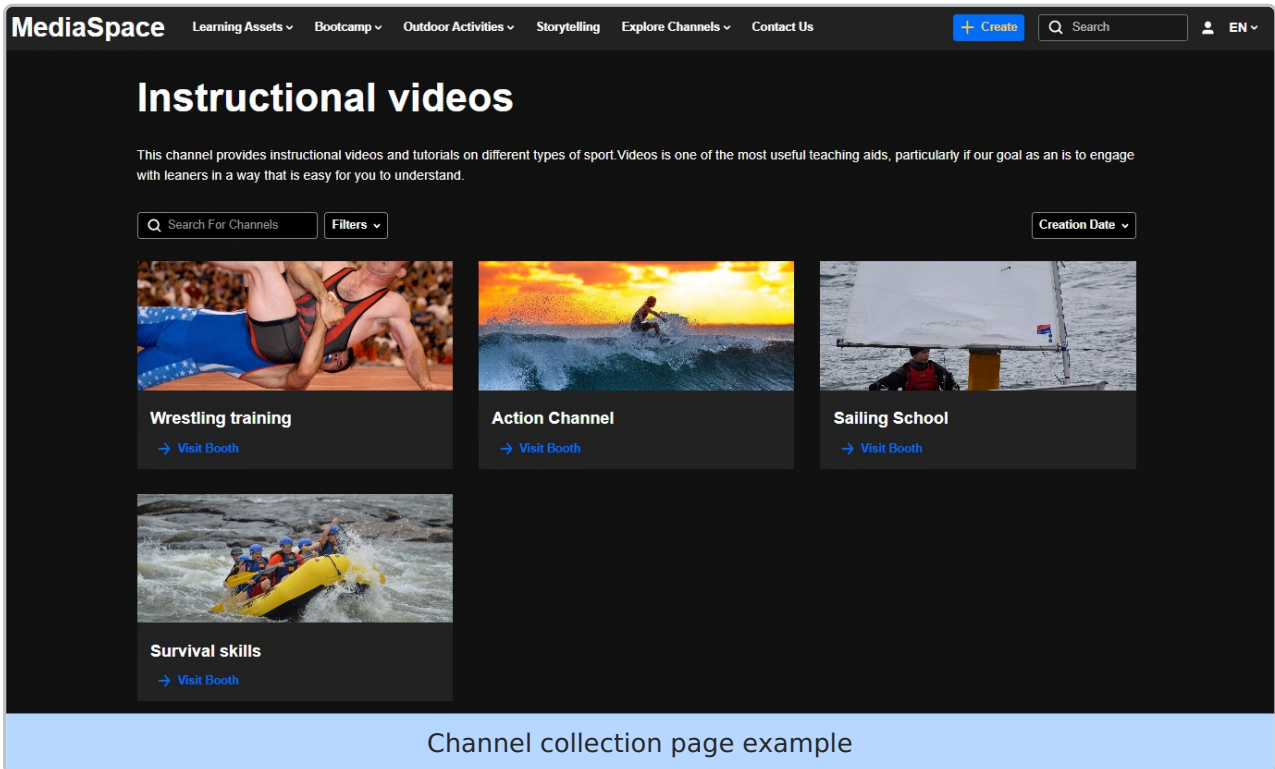 MediaSpace Learning Assets Bootcamp Outdoor Activities Storytelling Explore Channels Contact Us + Create Search EN
Instructional videos
This channel provides instructional videos and tutorials on different types of sport.Videos is one of the most useful teaching aids, particularly if our goal as an is to engage
with leaners in a way that is easy for you to understand.
Search For Channels Filters Creation Date
Wrestling training Action Channel Sailing School
→ Visit Booth → Visit Booth → Visit Booth
Survival skills
→ Visit Booth
Channel collection page example